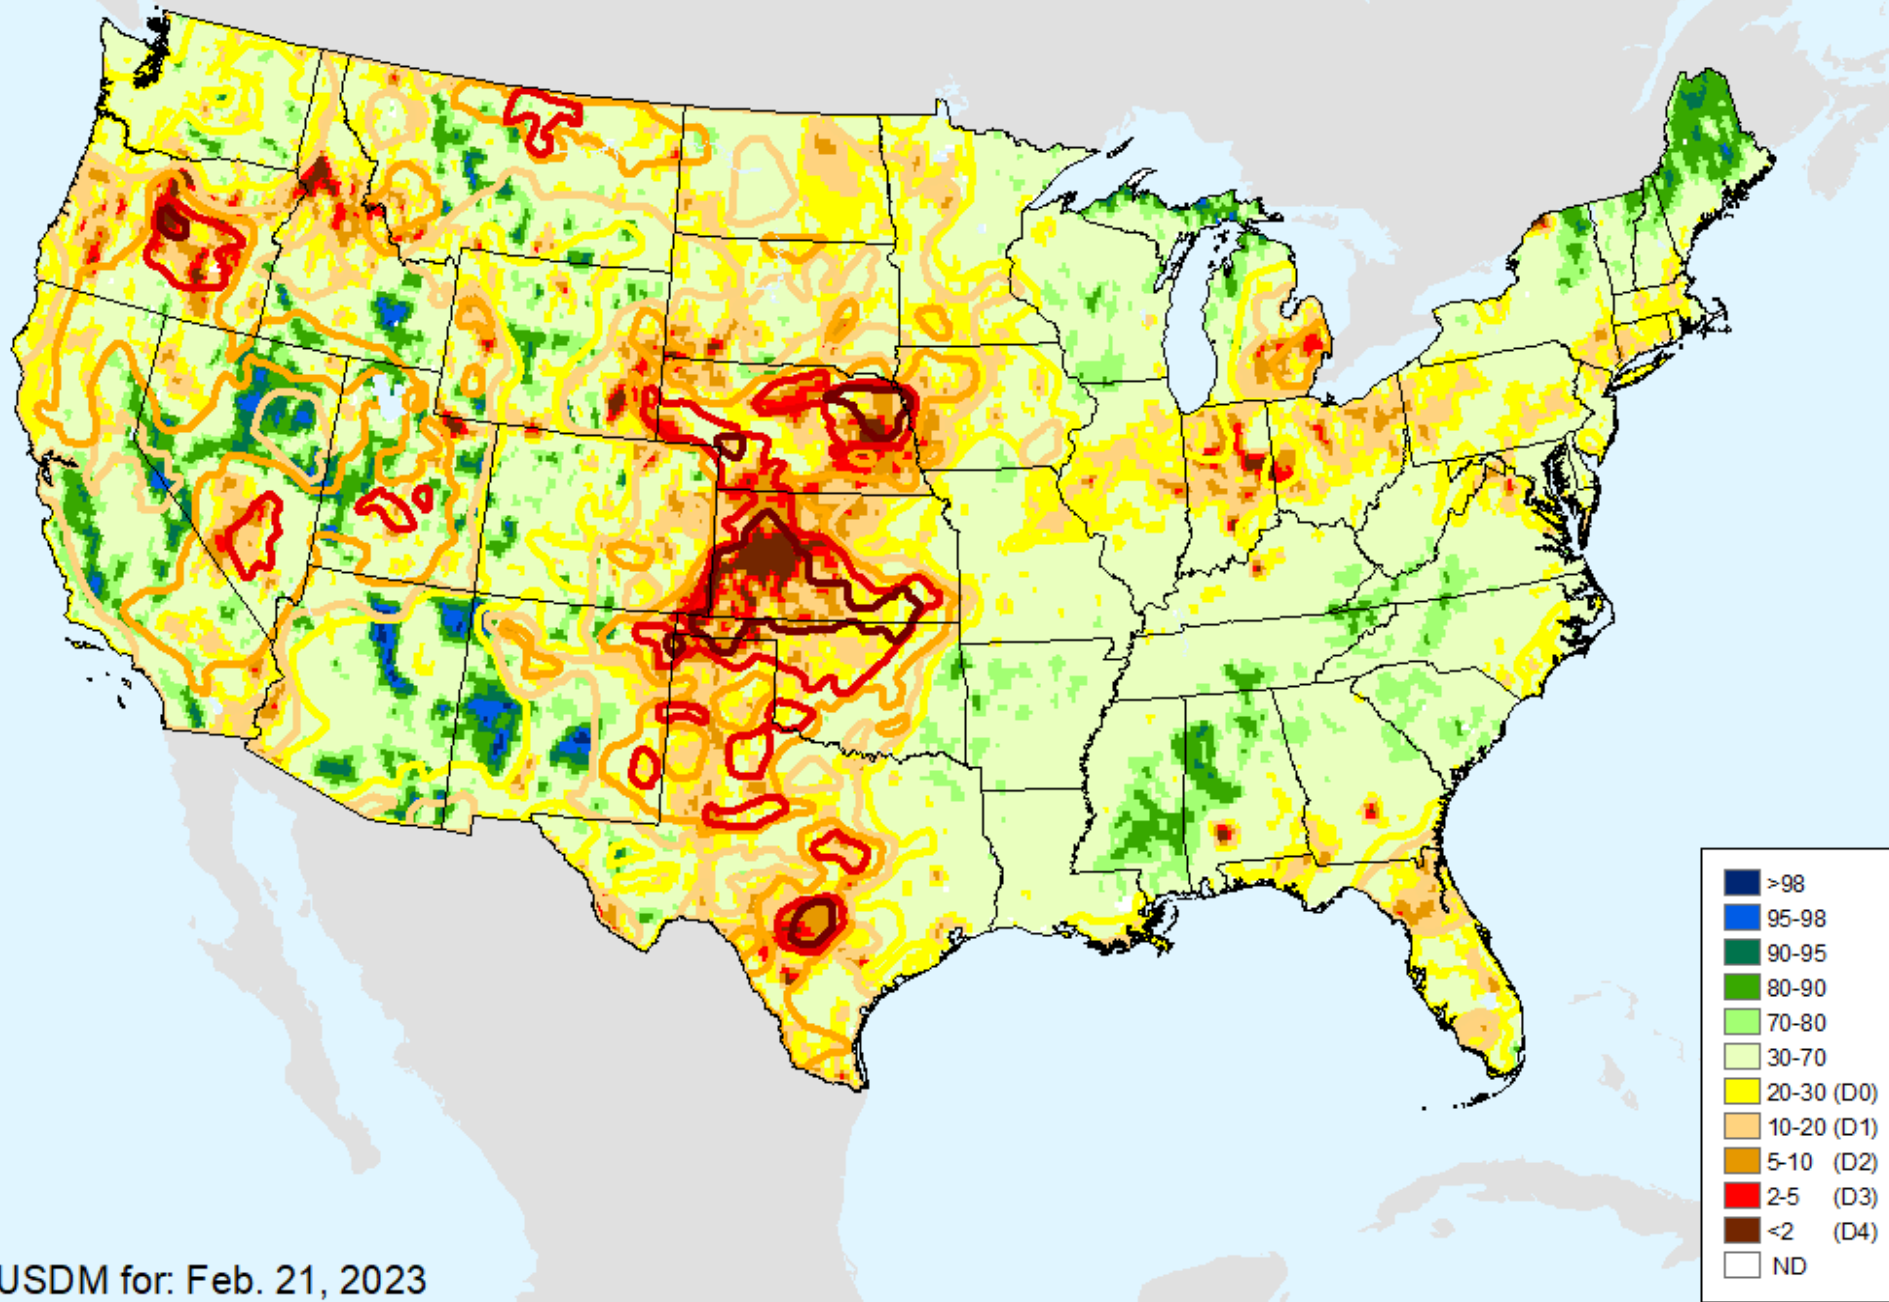 >98
95-98
90-95
80-90
70-80
30-70
20-30 (D0)
10-20 (D1)
5-10 (D2)
2-5 (D3)
<2 (D4)
ND
USDM for: Feb. 21, 2023